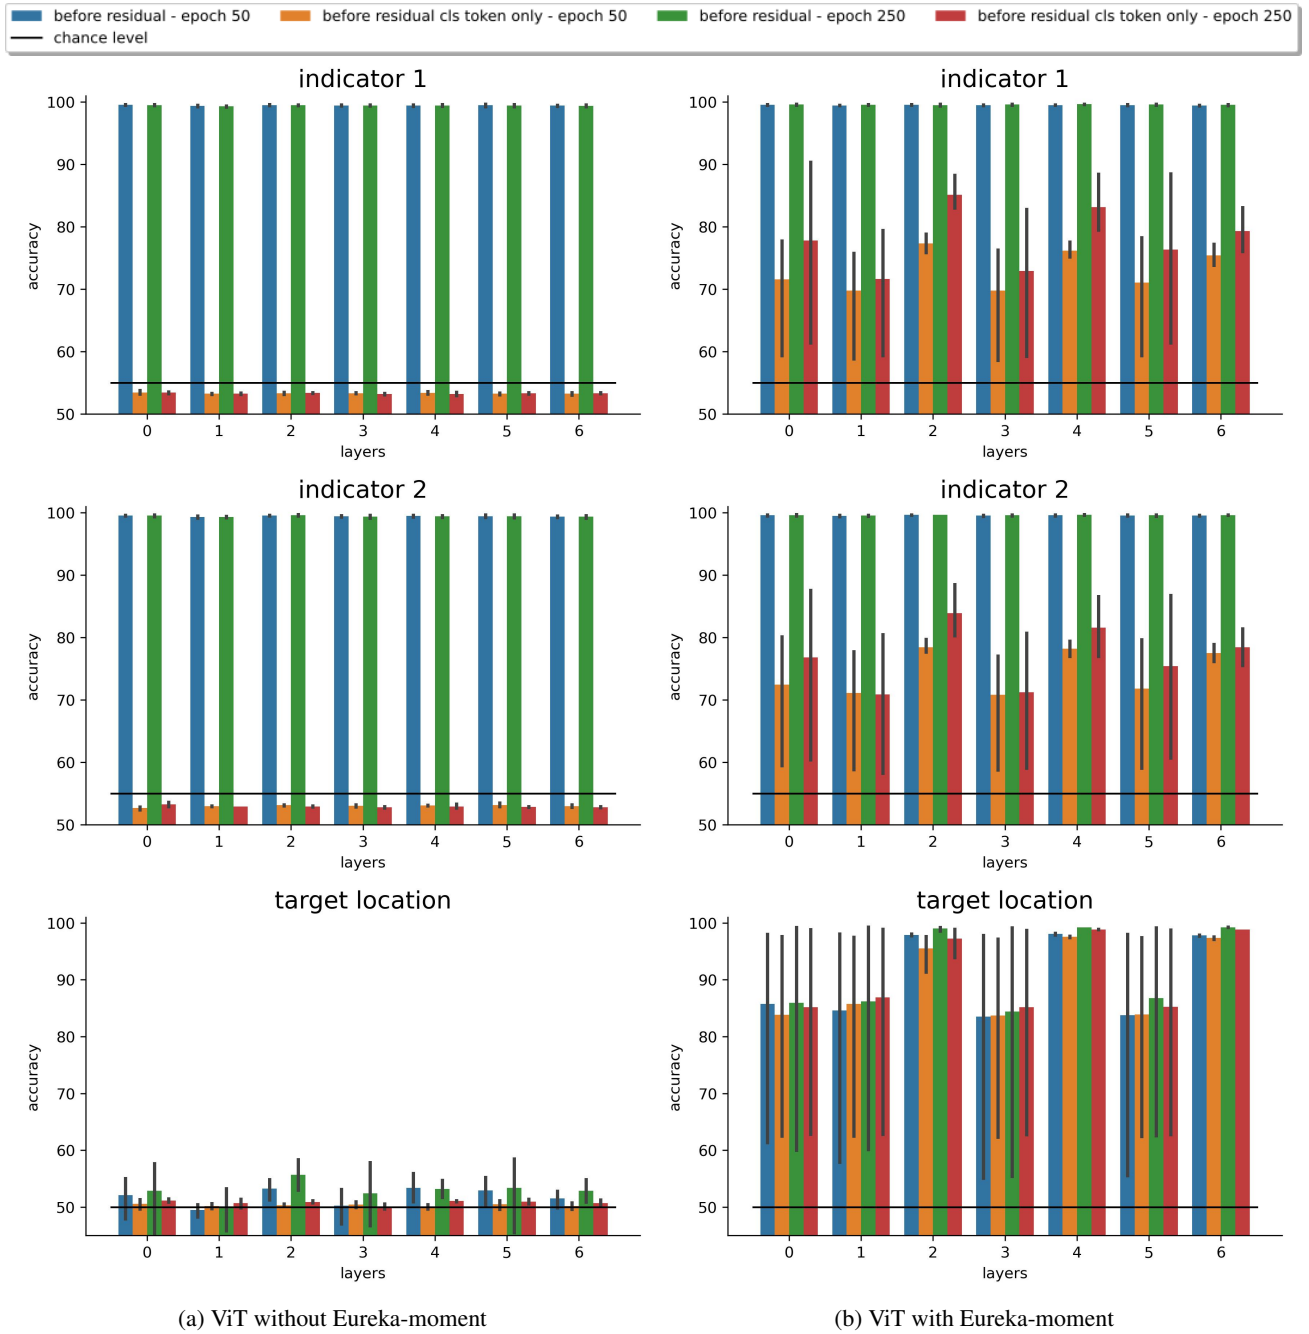 before residual - epoch 50 before residual cls token only - epoch 50 before residual - epoch 250 before residual cls token only - epoch 250
chance level
indicator 1
100
90
80
70
60
50
accuracy
0 1 2 3 4 5 6
layers
indicator 1
100
90
80
70
60
50
accuracy
0 1 2 3 4 5 6
layers
indicator 2
100
90
80
70
60
50
accuracy
0 1 2 3 4 5 6
layers
indicator 2
100
90
80
70
60
50
accuracy
0 1 2 3 4 5 6
layers
target location
100
90
80
70
60
50
accuracy
0 1 2 3 4 5 6
layers
target location
100
90
80
70
60
50
accuracy
0 1 2 3 4 5 6
layers
(a) ViT without Eureka-moment
(b) ViT with Eureka-moment